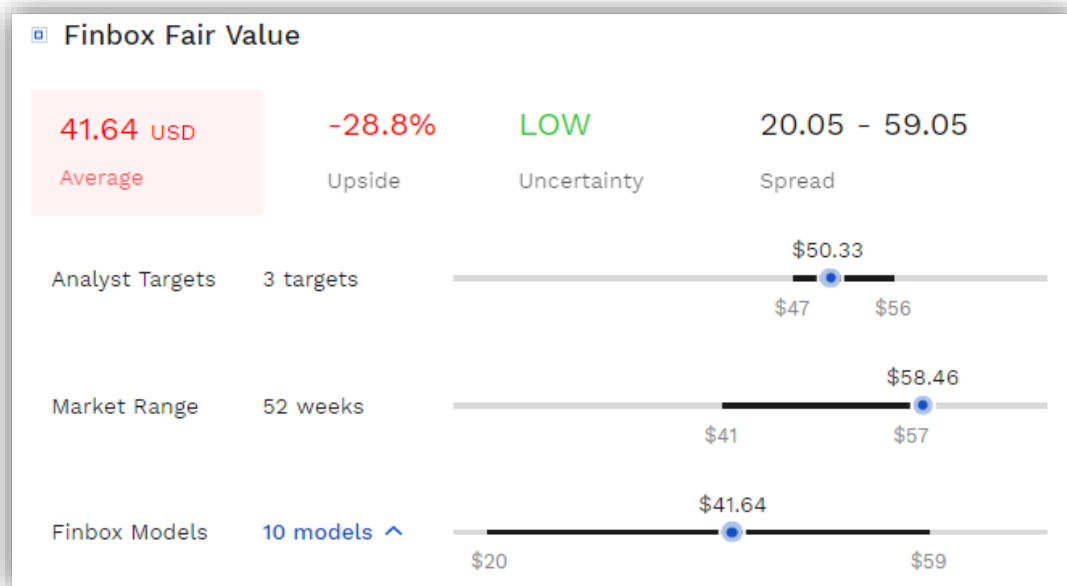 Finbox Fair Value
41.64 USD
Average
-28.8%
Upside
LOW
Uncertainty
20.05 - 59.05
Spread
Analyst Targets
3 targets
$50.33
$47
$56
Market Range
52 weeks
$58.46
$41
$57
Finbox Models
10 models
$41.64
$20
$59